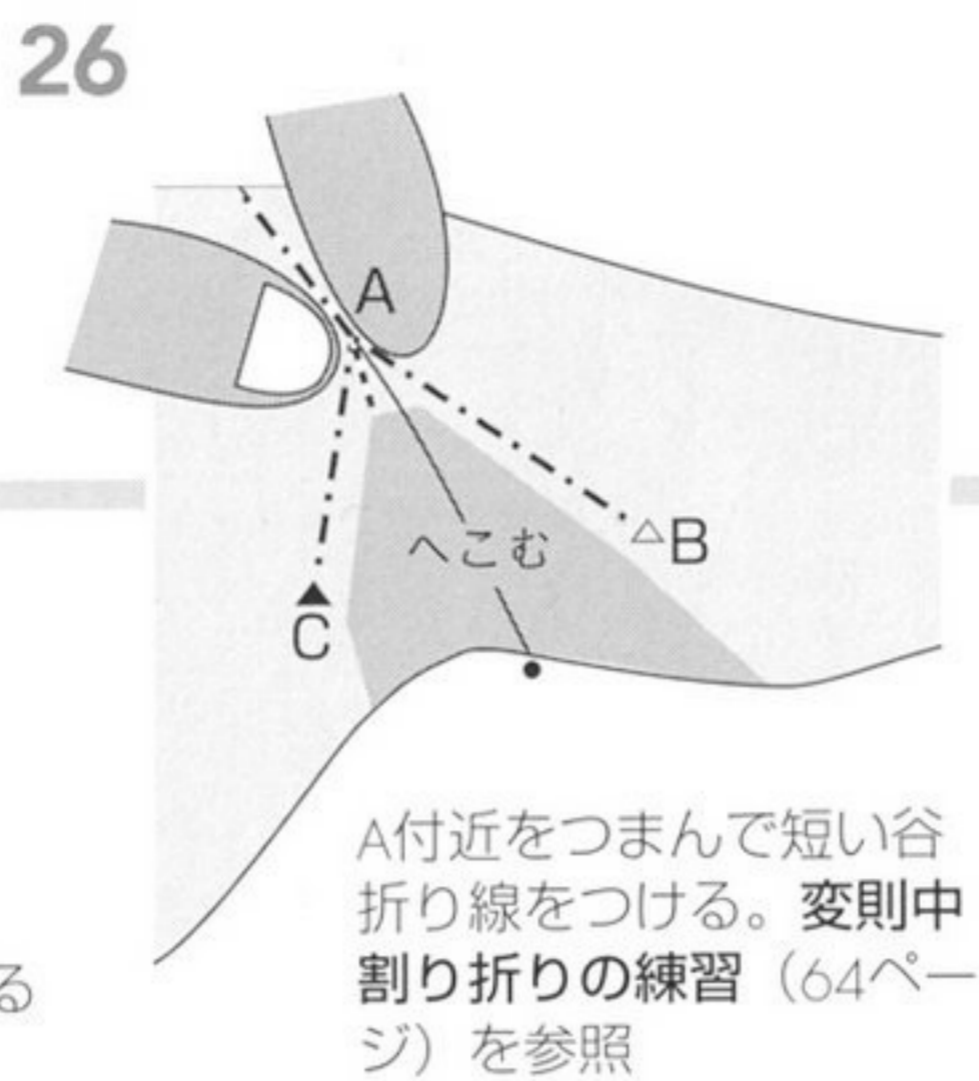 26
A
へこむ
△B
▲
C
●
る
A付近をつまんで短い谷
折り線をつける。変則中
割り折りの練習（64ペー
ジ）を参照